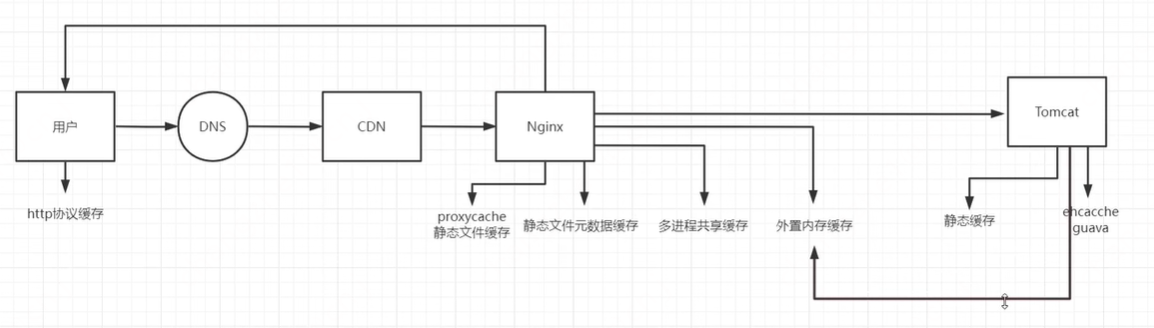 用户
DNS
CDN
Nginx
Tomcat
http协议缓存
proxycache
静态文件缓存
静态文件元数据缓存
多进程共享缓存
外置内存缓存
静态缓存
ehcacche
guava